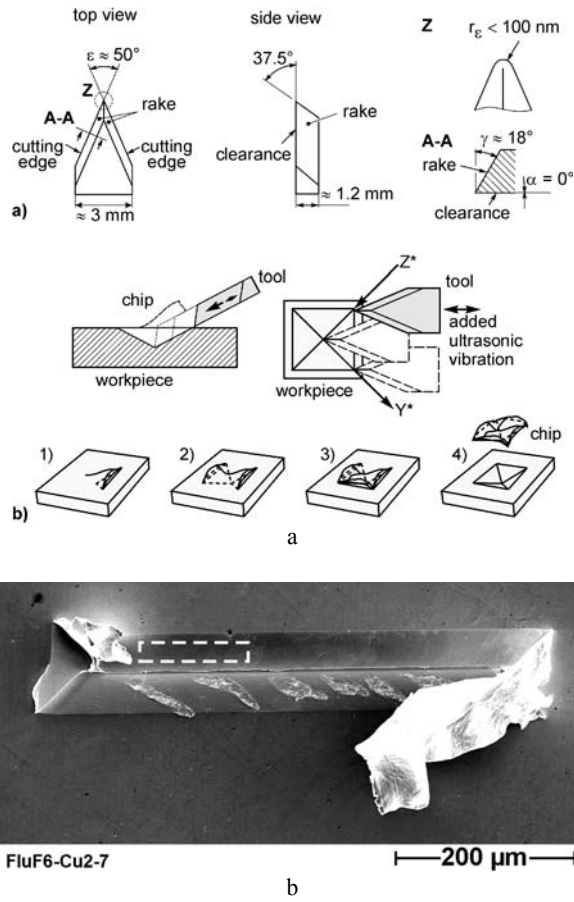 top view
side view
Z
rε < 100 nm
ε ≈ 50°
37.5°
Z
A-A
rake
cutting
edge
cutting
edge
rake
clearance
A-A
γ ≈ 18°
rake
α = 0°
clearance
≈ 3 mm
≈ 1.2 mm
a)
chip
tool
workpiece
Z*
tool
added
ultrasonic
vibration
workpiece
Y*
1)
2)
3)
4)
chip
b)
a
FluF6-Cu2-7
200 µm
b